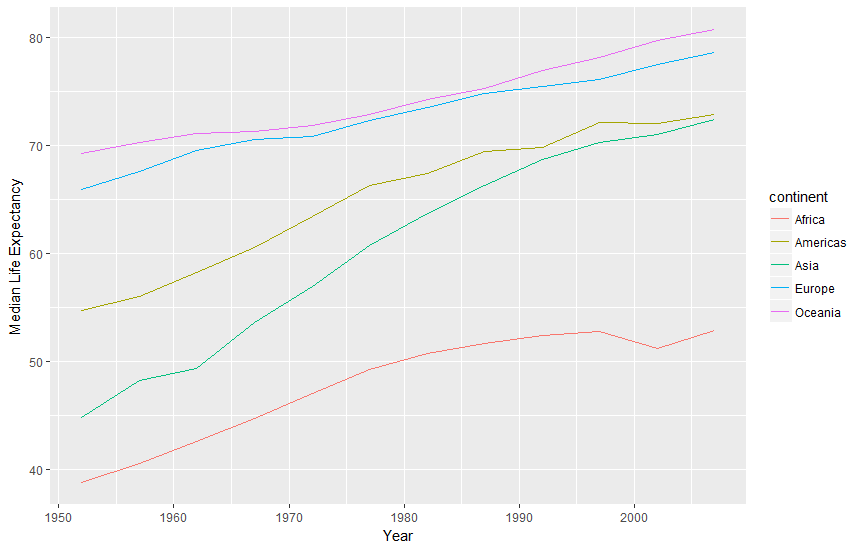 80
70
60
50
40
Median Life Expectancy
1950 1960 1970 1980 1990 2000
Year
continent
Africa
Americas
Asia
Europe
Oceania